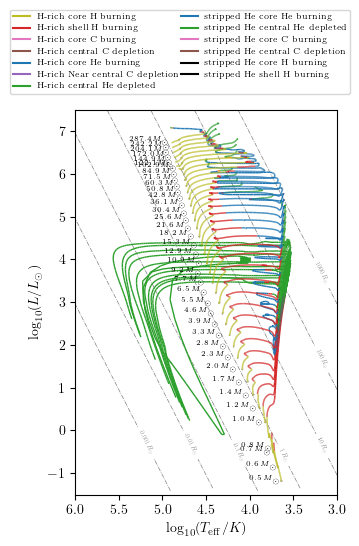 H-rich core H burning
H-rich shell H burning
H-rich core C burning
H-rich central C depletion
H-rich core He burning
H-rich Near central C depletion
H-rich central He depleted
stripped He core He burning
stripped He central He depleted
stripped He core C burning
stripped He central C depletion
stripped He core H burning
stripped He shell H burning
287.4 M
84.9 M
71.5 M
60.3 M
50.8 M
42.8 M
36.1 M
30.4 M
25.6 M
21.6 M
18.2 M
15.3 M
12.9 M
10.9 M
9.2 M
7.7 M
6.5 M
5.5 M
4.6 M
3.9 M
3.3 M
2.8 M
2.3 M
2.0 M
1.7 M
1.4 M
1.2 M
1.0 M
0.8 M
0.7 M
0.6 M
0.5 M
7
6
5
4
3
2
1
0
−1
log₁₀(L/L☉)
6.0 5.5 5.0 4.5 4.0 3.5 3.0
log₁₀(T_eff/K)